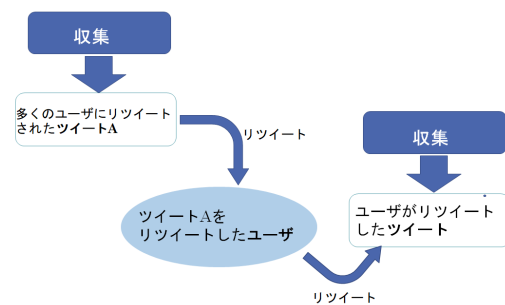 収集
多くのユーザにリツイート
されたツイートA
リツイート
収集
ツイートAを
リツイートしたユーザ
ユーザがリツイート
したツイート
リツイート